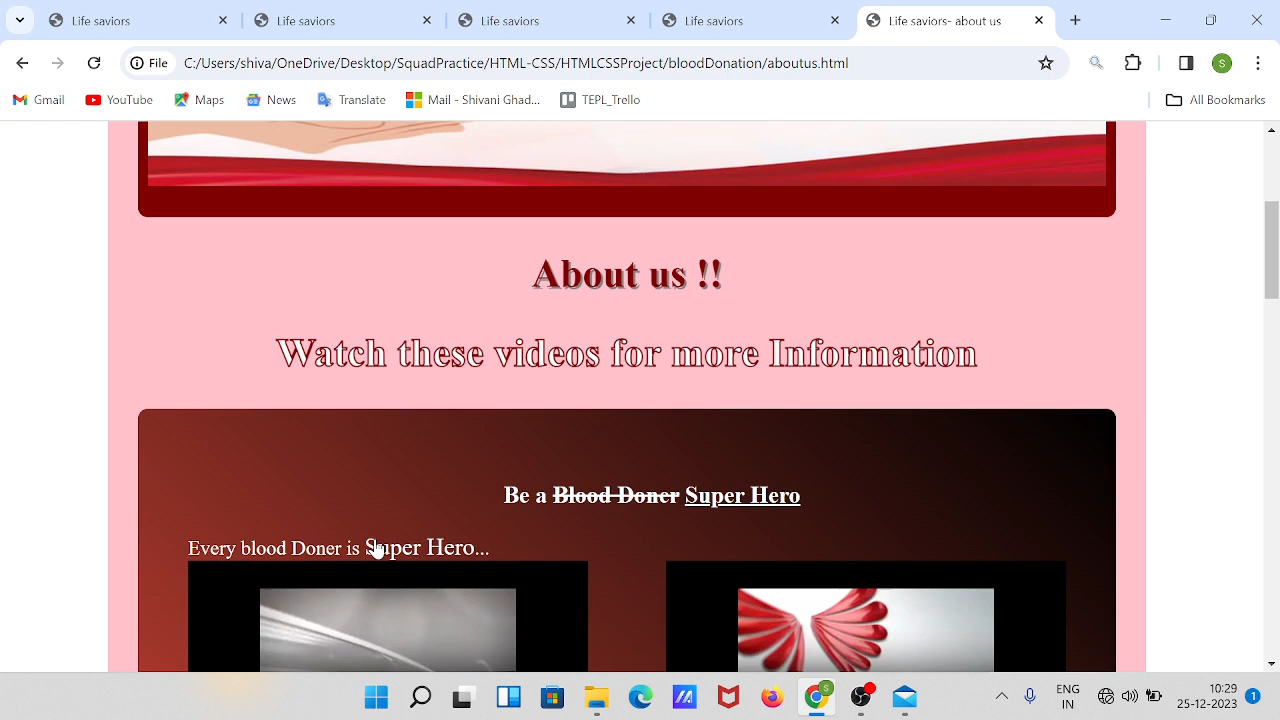 Life saviors
Life saviors
Life saviors
Life saviors
Life saviors- about us
File
C:/Users/shiva/OneDrive/Desktop/SquadPractice/HTML-CSS/HTMLCSSProject/bloodDonation/aboutus.html
S
Gmail
YouTube
Maps
News
Translate
Mail - Shivani Ghad...
TEPL_Trello
All Bookmarks
About us !!
Watch these videos for more Information
Be a Blood Doner Super Hero
Every blood Doner is Super Hero...
S
ENG
IN
10:29
25-12-2023
1